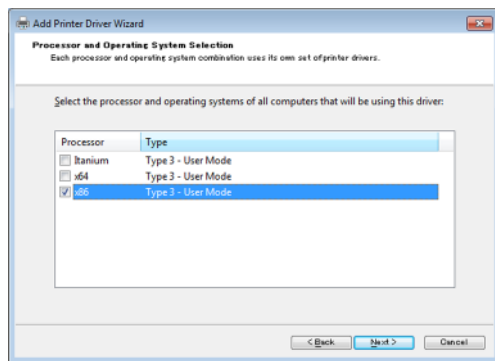 Add Printer Driver Wizard
Processor and Operating System Selection
Each processor and operating system combination uses its own set of printer drivers.
Select the processor and operating systems of all computers that will be using this driver:
Processor Type
Itanium Type 3 - User Mode
x64 Type 3 - User Mode
x86 Type 3 - User Mode
< Back Next > Cancel